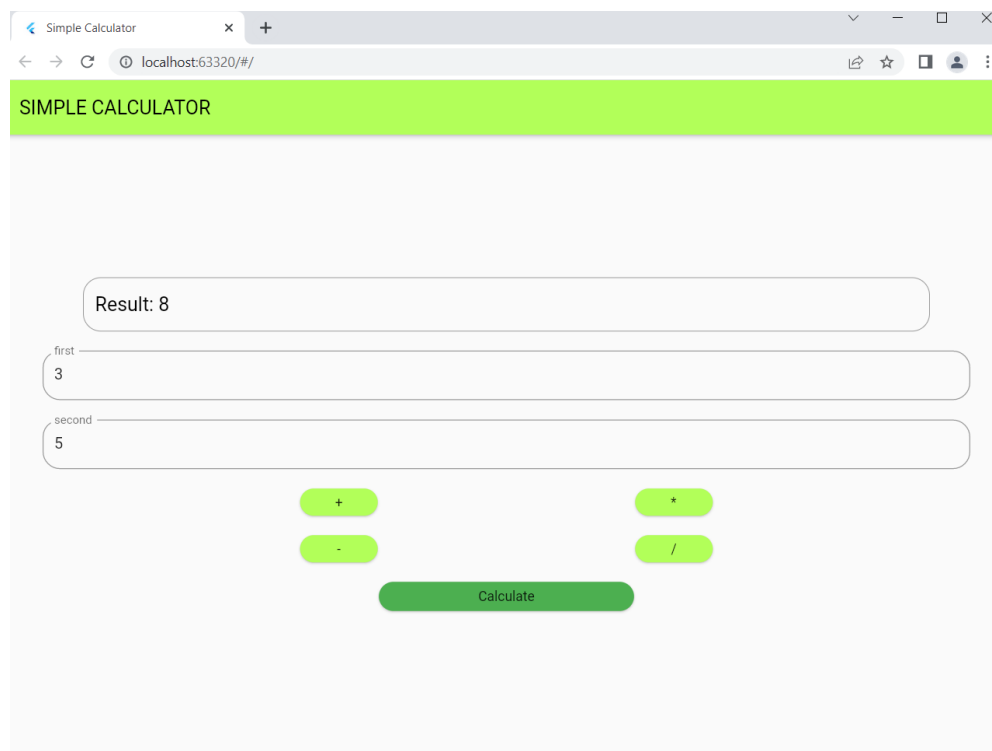 Simple Calculator
localhost:63320/#/
SIMPLE CALCULATOR
Result: 8
first
3
second
5
+ *
- /
Calculate